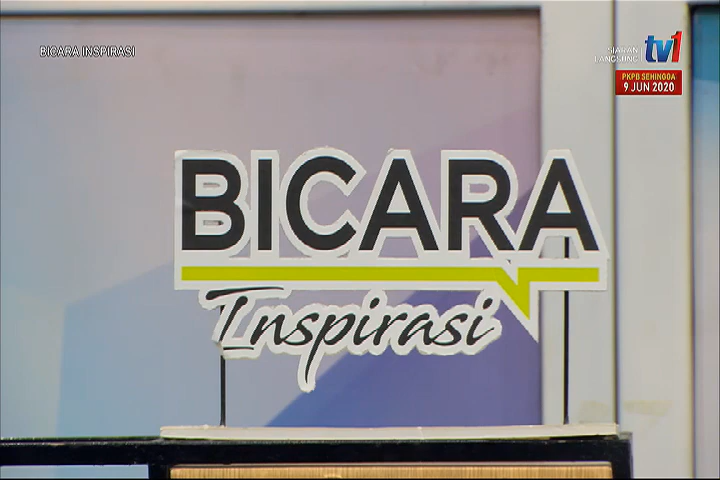 BICARA INSPIRASI
SIARAN
LANGSUNG
tv1
PKPB SEHINGGA
9 JUN 2020
BICARA
Inspirasi